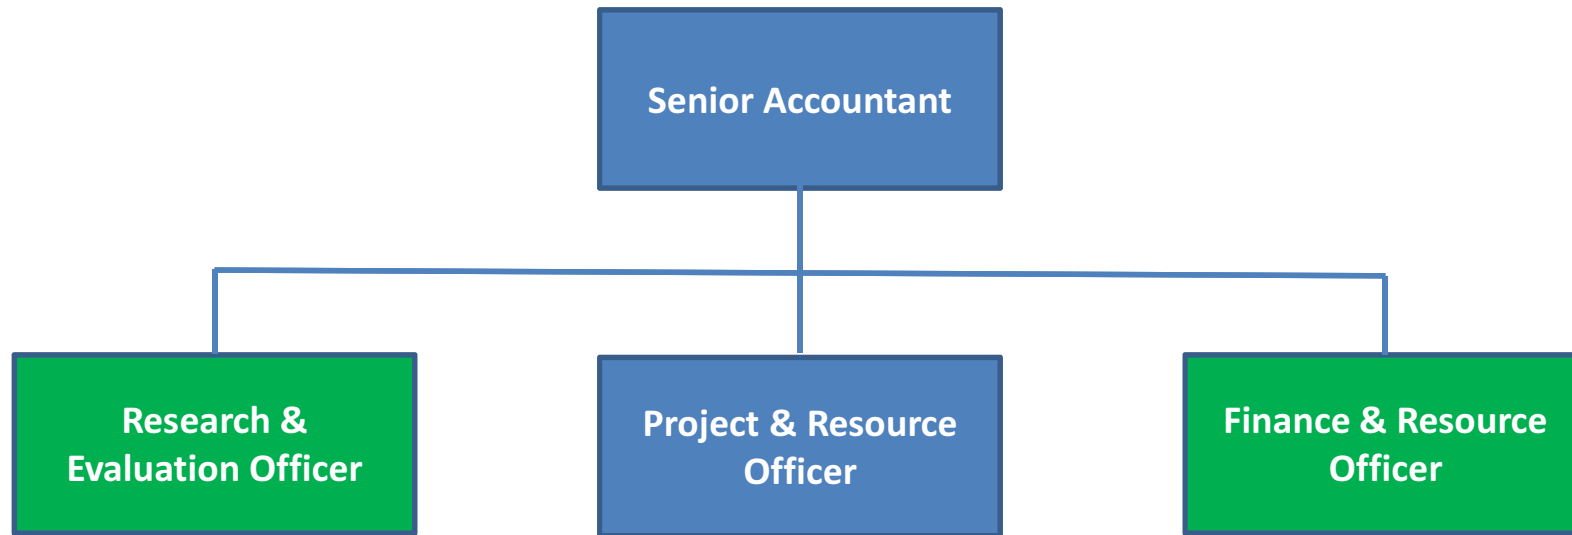 Senior Accountant
Research &
Evaluation Officer
Project & Resource
Officer
Finance & Resource
Officer